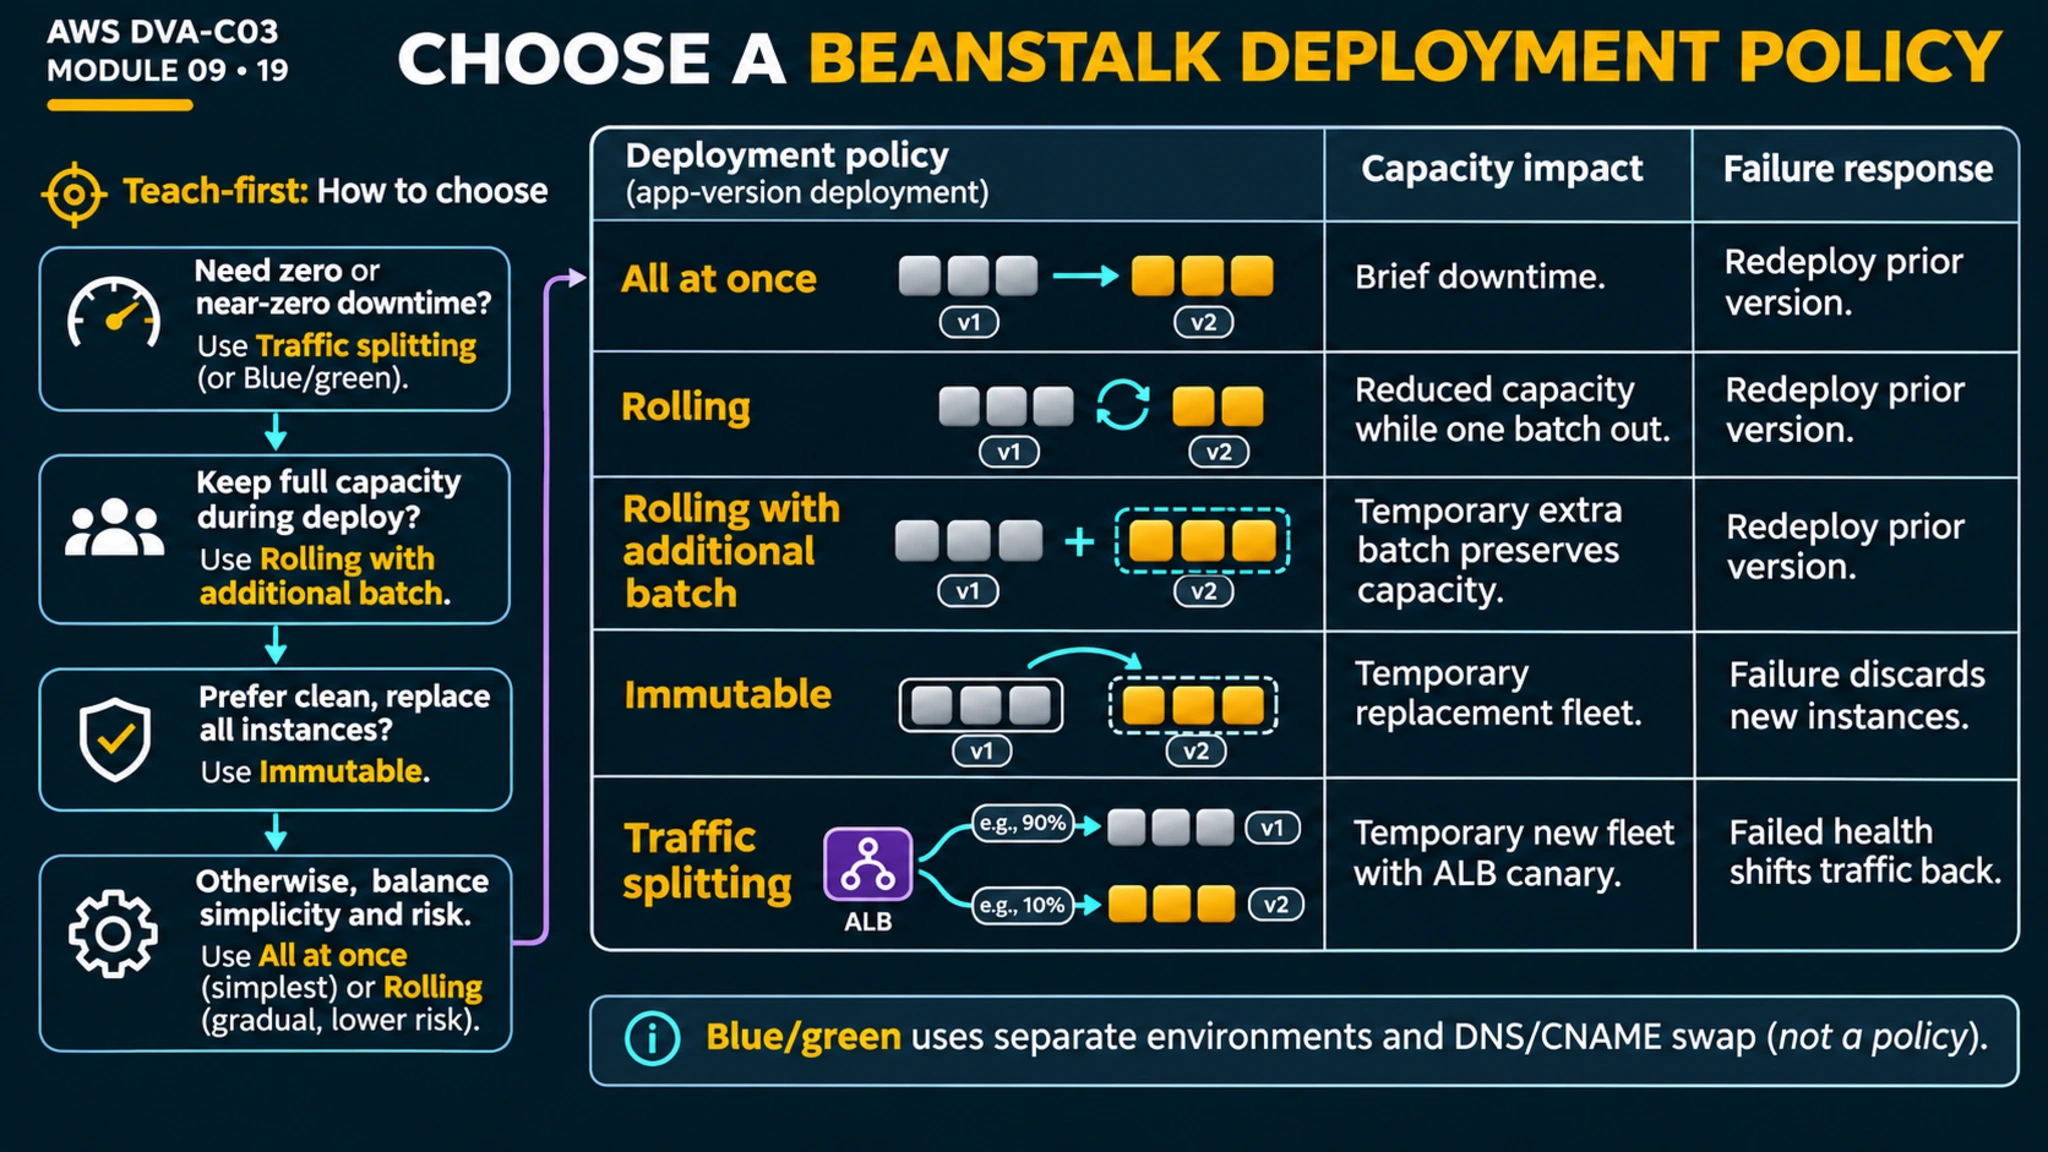 AWS DVA-C03
MODULE 09 • 19
CHOOSE A BEANSTALK DEPLOYMENT POLICY
Teach-first: How to choose
Need zero or
near-zero downtime?
Use Traffic splitting
(or Blue/green).
Keep full capacity
during deploy?
Use Rolling with
additional batch.
Prefer clean, replace
all instances?
Use Immutable.
Otherwise, balance
simplicity and risk.
Use All at once
(simplest) or Rolling
(gradual, lower risk).
Deployment policy
(app-version deployment)
Capacity impact
Failure response
All at once
v1
v2
Brief downtime.
Redeploy prior
version.
Rolling
v1
v2
Reduced capacity
while one batch out.
Redeploy prior
version.
Rolling with
additional
batch
v1
v2
Temporary extra
batch preserves
capacity.
Redeploy prior
version.
Immutable
v1
v2
Temporary
replacement fleet.
Failure discards
new instances.
Traffic
splitting
ALB
e.g., 90%
v1
e.g., 10%
v2
Temporary new fleet
with ALB canary.
Failed health
shifts traffic back.
Blue/green uses separate environments and DNS/CNAME swap (not a policy).